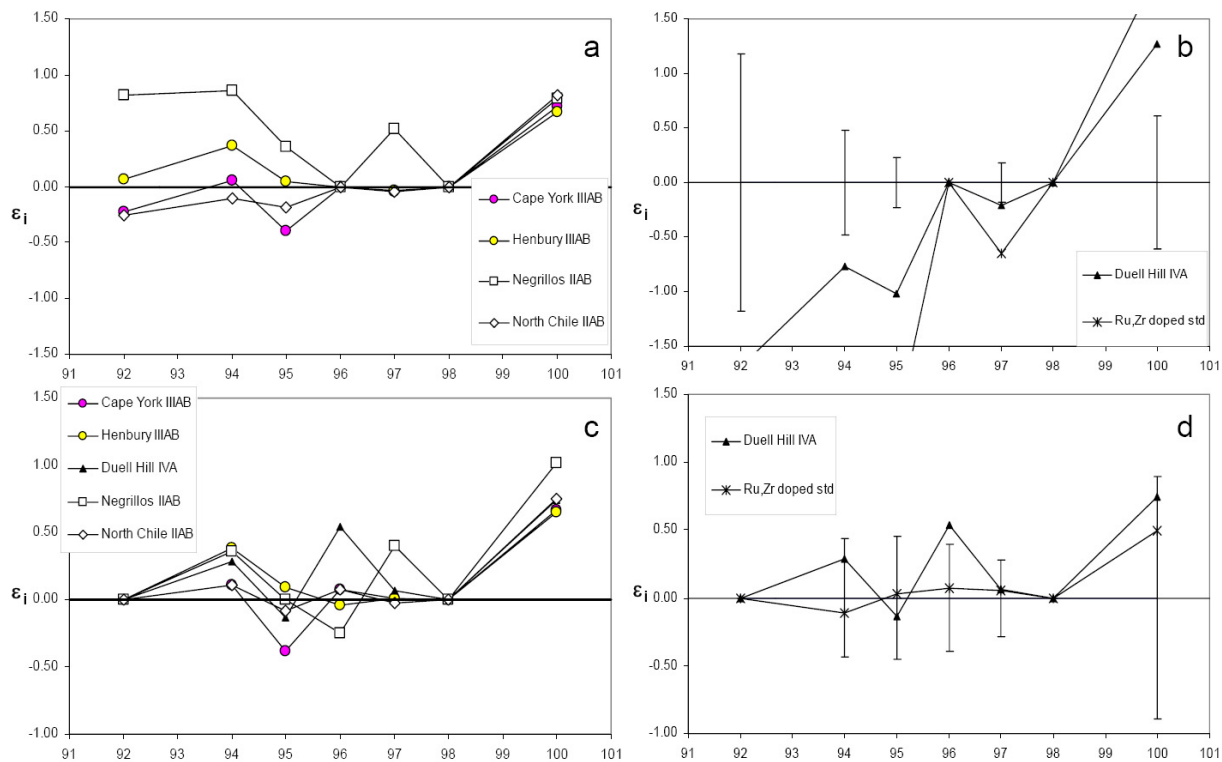 a
1.50
1.00
0.50
0.00
-0.50
-1.00
-1.50
εi
91 92 93 94 95 96 97 98 99 100 101
Cape York IIIAB
Henbury IIIAB
Negrillos IIAB
North Chile IIAB
b
1.50
1.00
0.50
0.00
-0.50
-1.00
-1.50
εi
91 92 93 94 95 96 97 98 99 100 101
Duell Hill IVA
Ru,Zr doped std
c
1.50
1.00
0.50
0.00
-0.50
-1.00
εi
91 92 93 94 95 96 97 98 99 100 101
Cape York IIIAB
Henbury IIIAB
Duell Hill IVA
Negrillos IIAB
North Chile IIAB
d
1.50
1.00
0.50
0.00
-0.50
-1.00
εi
91 92 93 94 95 96 97 98 99 100 101
Duell Hill IVA
Ru,Zr doped std